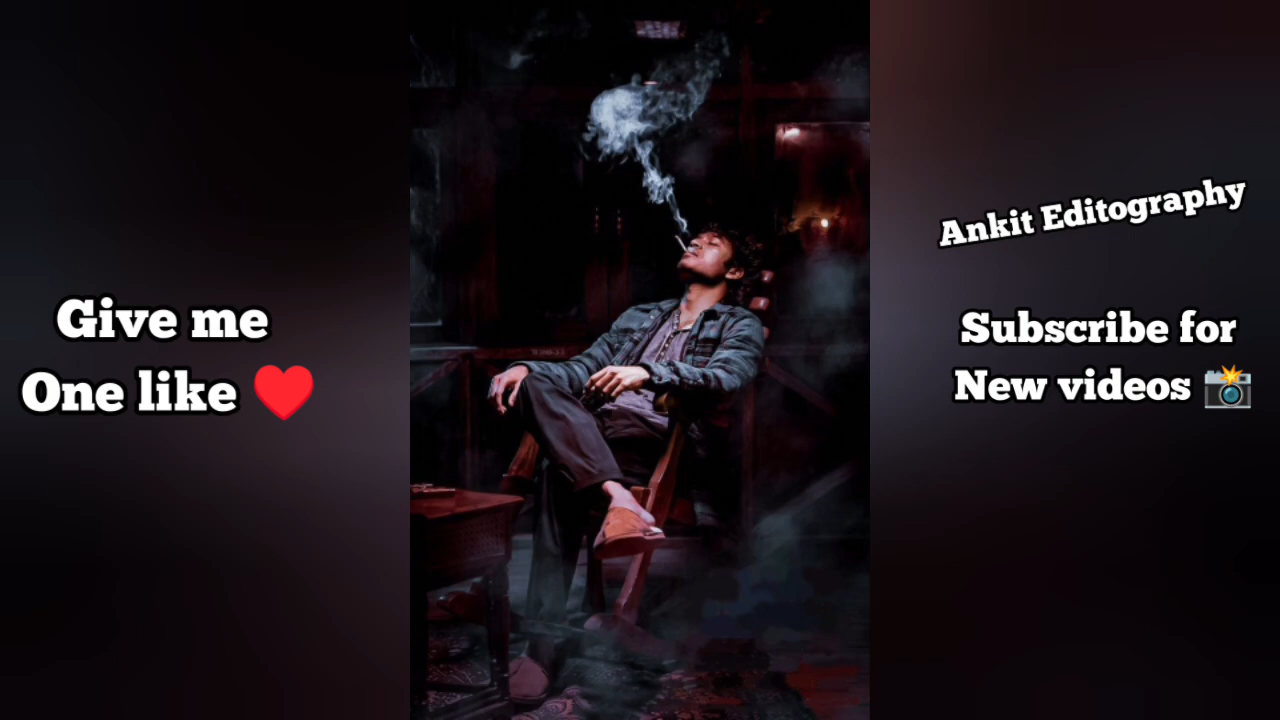 Give me
One like ❤️
Ankit Editography
Subscribe for
New videos 📸